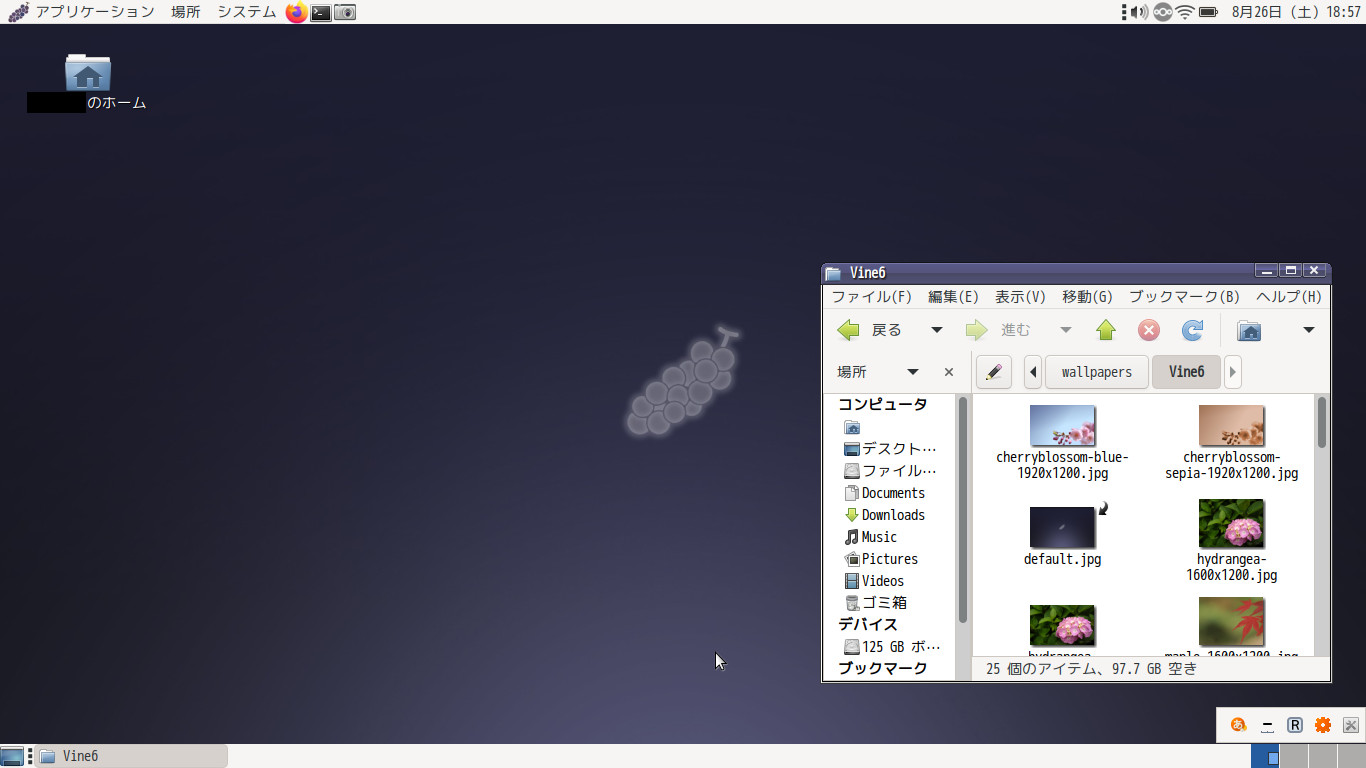 アプリケーション 場所 システム
8月26日 (土) 18:57
のホーム
Vine6
ファイル(F) 編集(E) 表示(V) 移動(G) ブックマーク(B) ヘルプ(H)
戻る 進む
場所 wallpapers Vine6
コンピュータ
デスクト…
ファイル…
Documents
Downloads
Music
Pictures
Videos
ゴミ箱
デバイス
125 GB ボ…
ブックマーク
cherryblossom-blue-
1920x1200.jpg
cherryblossom-
sepia-1920x1200.jpg
default.jpg
hydrangea-
1600x1200.jpg
hydrangea-
maple-1600x1200.jpg
25 個のアイテム、97.7 GB 空き
あ R
Vine6